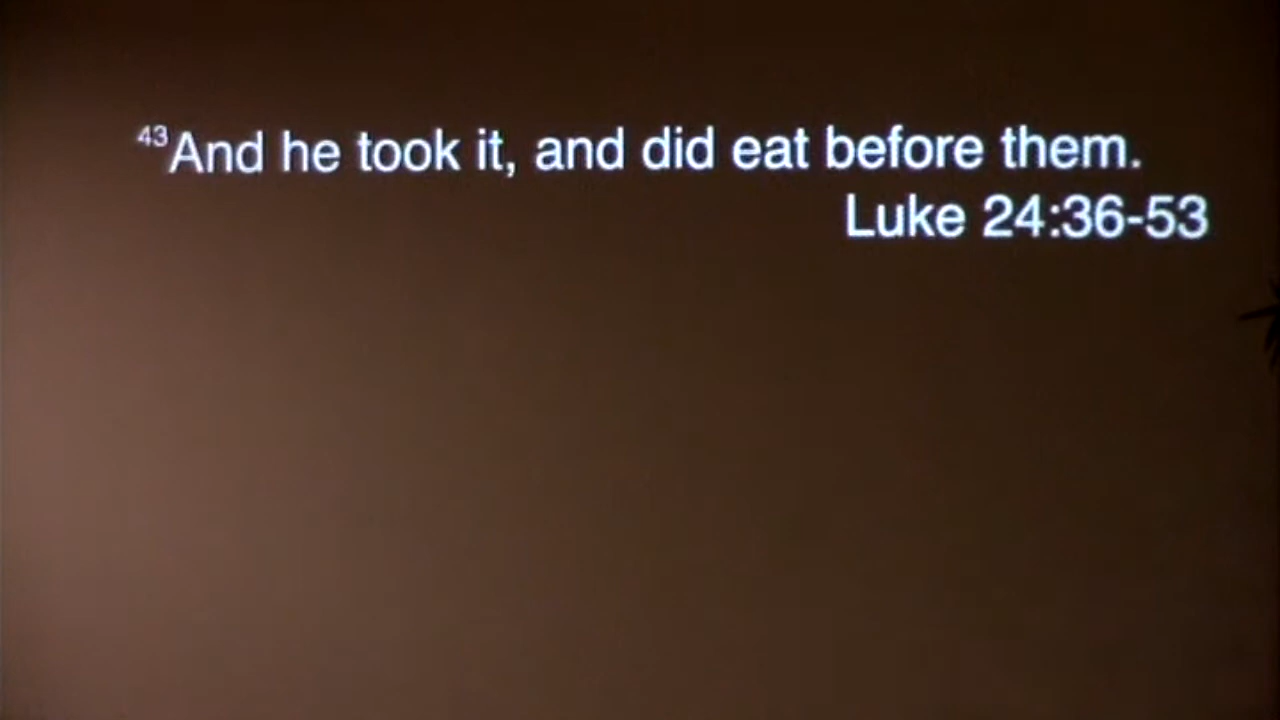 43And he took it, and did eat before them.
Luke 24:36-53